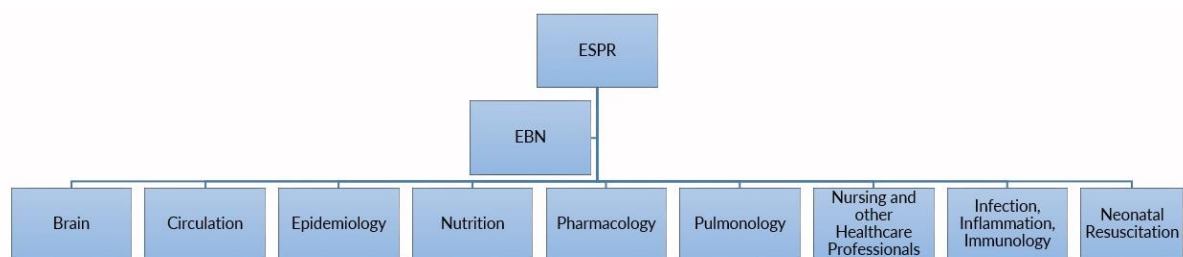 ESPR
EBN
Brain
Circulation
Epidemiology
Nutrition
Pharmacology
Pulmonology
Nursing and
other
Healthcare
Professionals
Infection,
Inflammation,
Immunology
Neonatal
Resuscitation